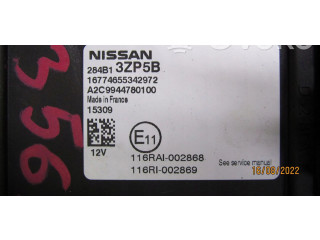 NISSAN
284B1 3ZP5B
16774655342972
A2C9944780100
Made in France
15309
E11
12V
116RAI-002868
116RI-002869
See service manual
10/08/2022
356